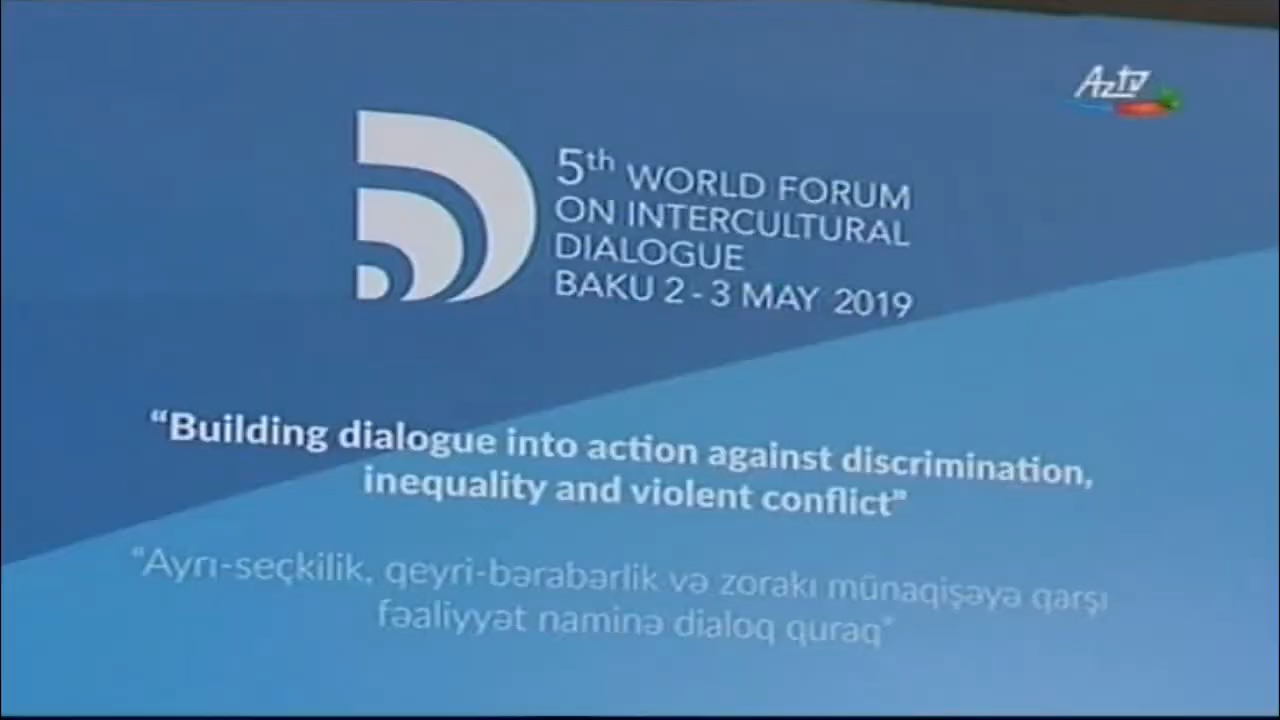 AzTV
5th WORLD FORUM
ON INTERCULTURAL
DIALOGUE
BAKU 2 - 3 MAY 2019
“Building dialogue into action against discrimination,
inequality and violent conflict”
“Ayrı-seçkilik, qeyri-bərabərlik və zorakı münaqişəyə qarşı
fəaliyyət naminə dialoq quraq”